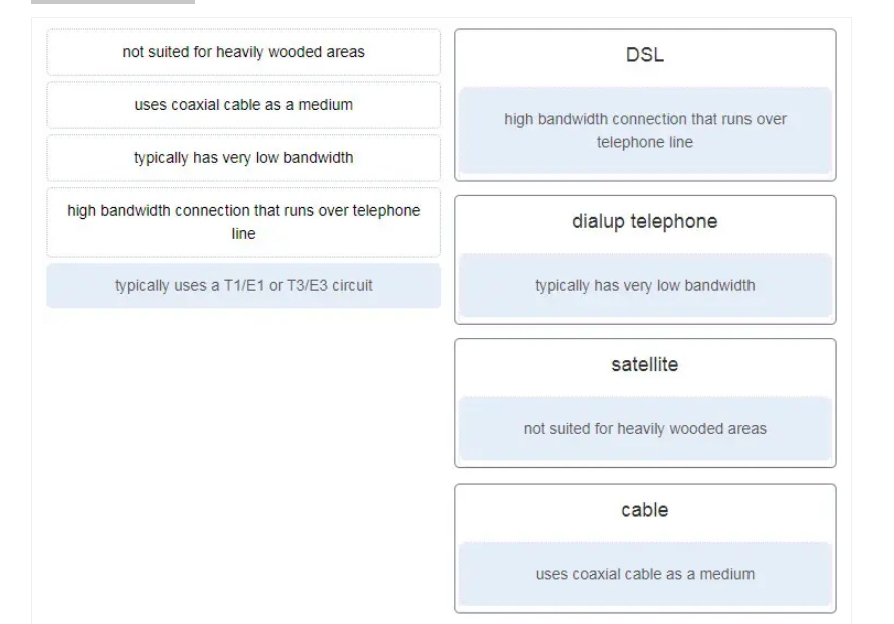 not suited for heavily wooded areas
uses coaxial cable as a medium
typically has very low bandwidth
high bandwidth connection that runs over telephone
line
typically uses a T1/E1 or T3/E3 circuit
DSL
high bandwidth connection that runs over
telephone line
dialup telephone
typically has very low bandwidth
satellite
not suited for heavily wooded areas
cable
uses coaxial cable as a medium